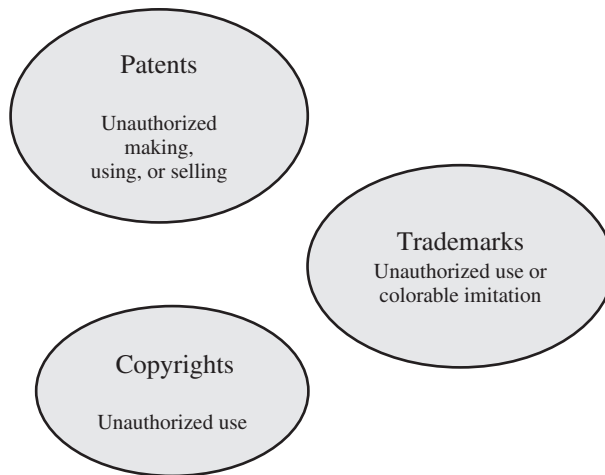 Patents
Unauthorized
making,
using, or selling
Trademarks
Unauthorized use or
colorable imitation
Copyrights
Unauthorized use